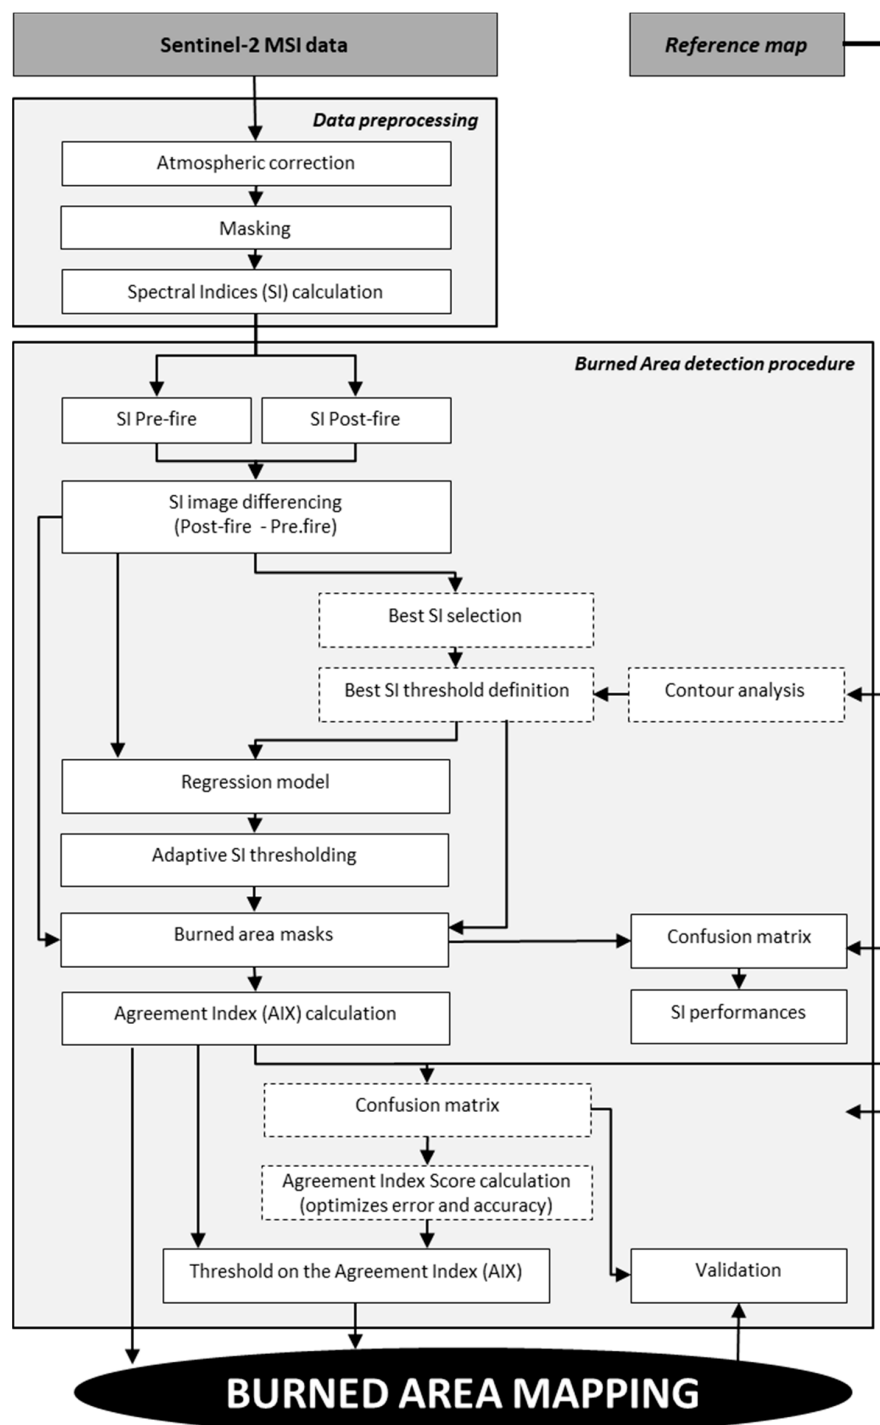 Sentinel-2 MSI data
Reference map
Data preprocessing
Atmospheric correction
Masking
Spectral Indices (SI) calculation
Burned Area detection procedure
SI Pre-fire
SI Post-fire
SI image differencing
(Post-fire - Pre.fire)
Best SI selection
Best SI threshold definition
Contour analysis
Regression model
Adaptive SI thresholding
Burned area masks
Confusion matrix
Agreement Index (AIX) calculation
SI performances
Confusion matrix
Agreement Index Score calculation
(optimizes error and accuracy)
Threshold on the Agreement Index (AIX)
Validation
BURNED AREA MAPPING